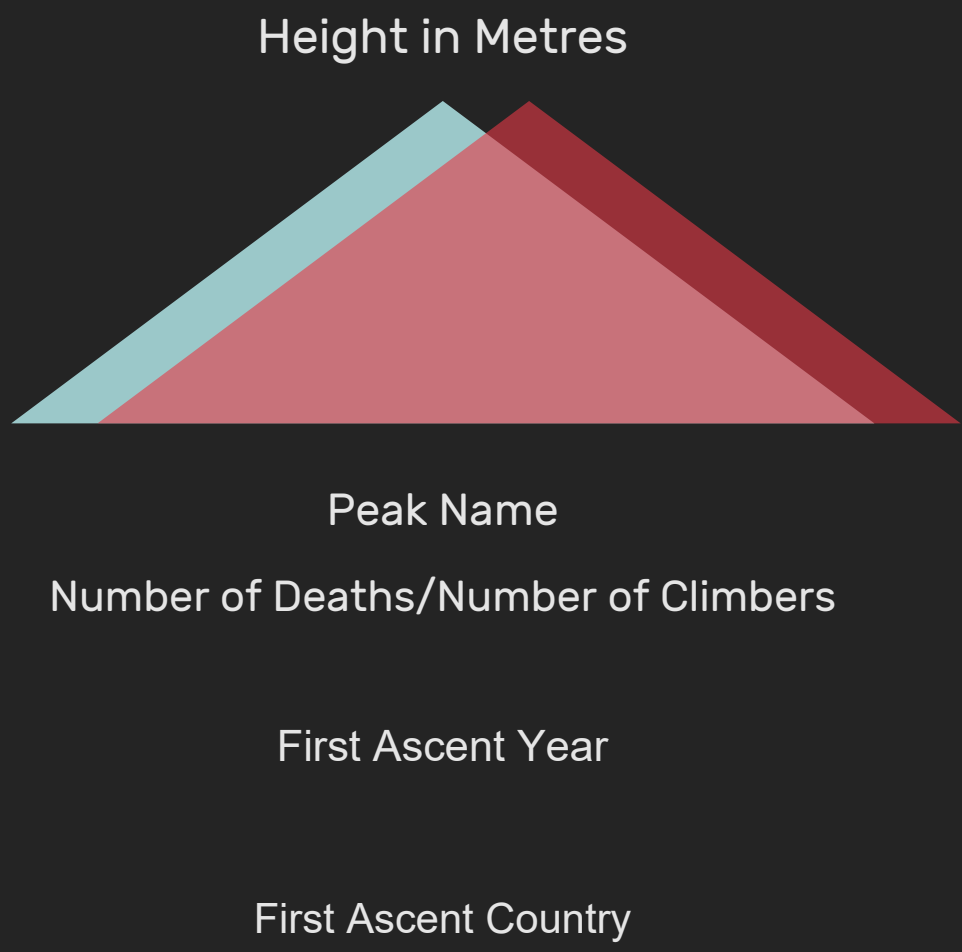 Height in Metres
Peak Name
Number of Deaths/Number of Climbers
First Ascent Year
First Ascent Country